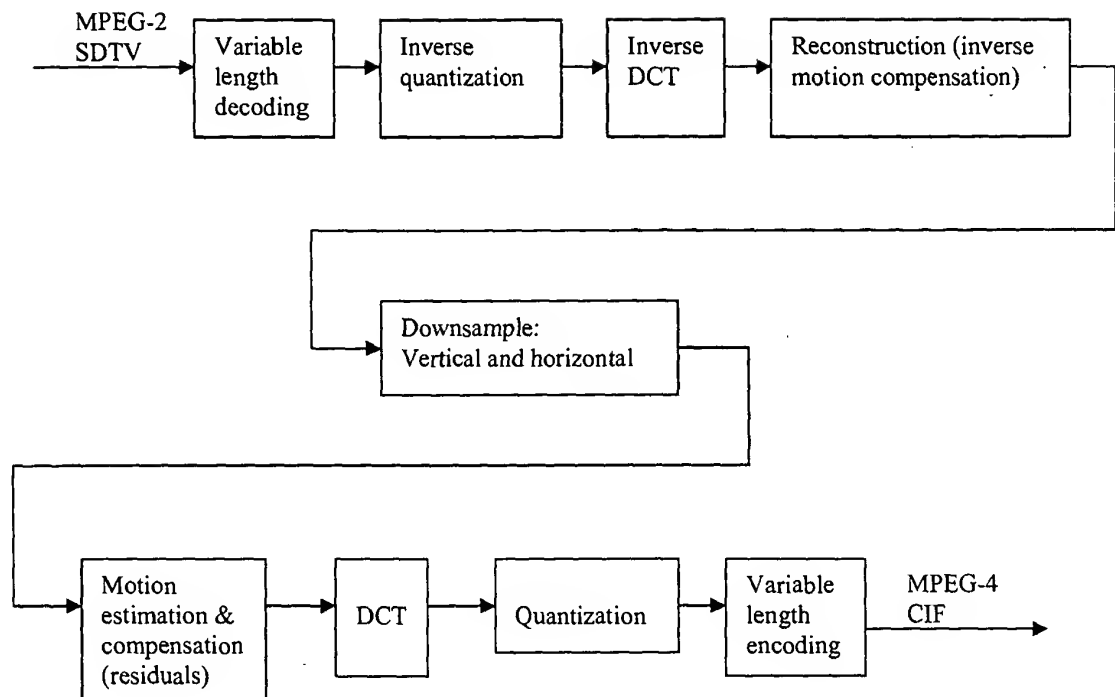 MPEG-2
SDTV
Variable
length
decoding
Inverse
quantization
Inverse
DCT
Reconstruction (inverse
motion compensation)
Downsample:
Vertical and horizontal
Motion
estimation &
compensation
(residuals)
DCT
Quantization
Variable
length
encoding
MPEG-4
CIF